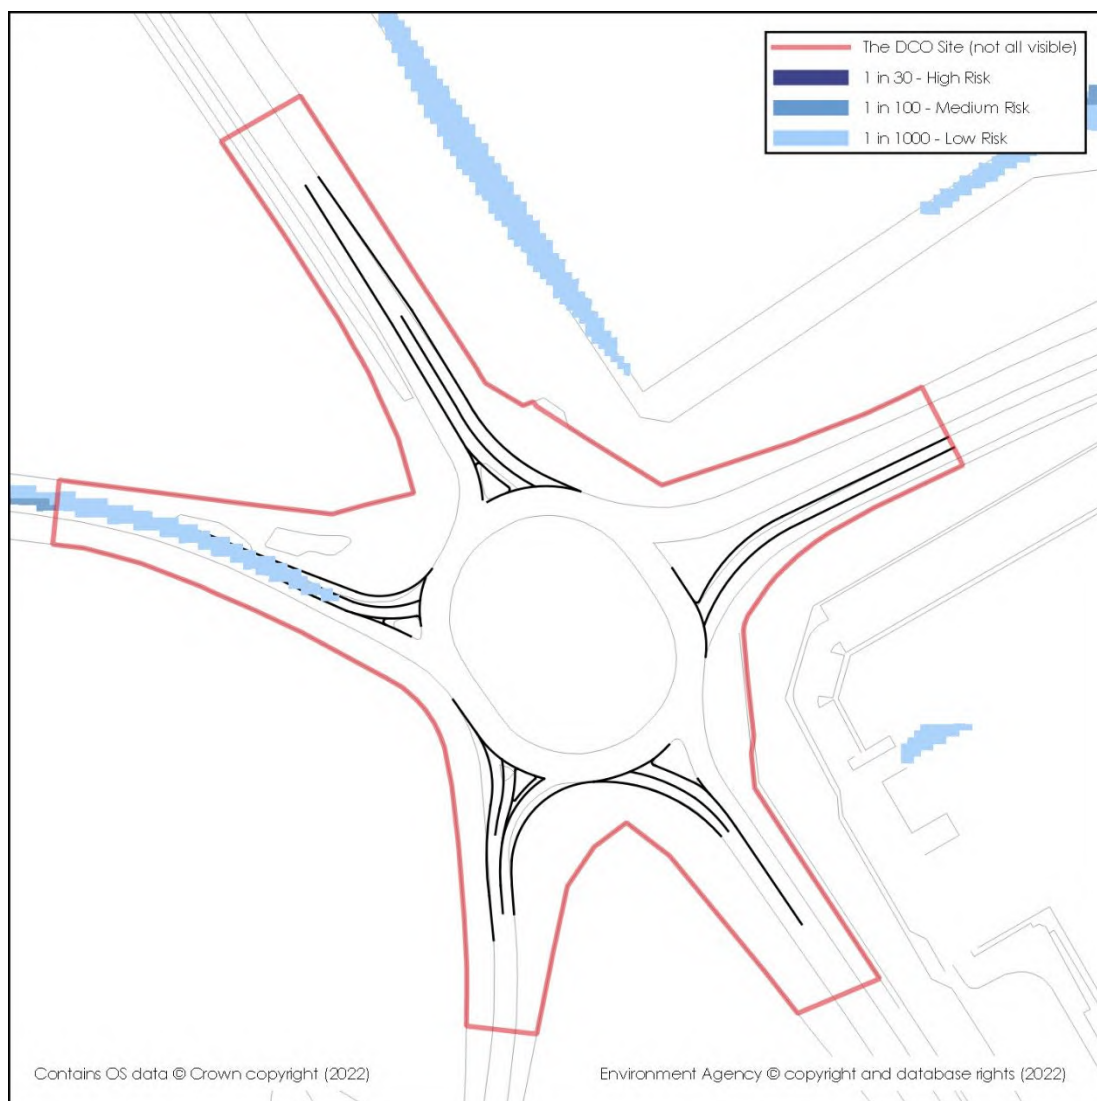 The DCO Site (not all visible)
1 in 30 - High Risk
1 in 100 - Medium Risk
1 in 1000 - Low Risk
Contains OS data © Crown copyright (2022)
Environment Agency © copyright and database rights (2022)